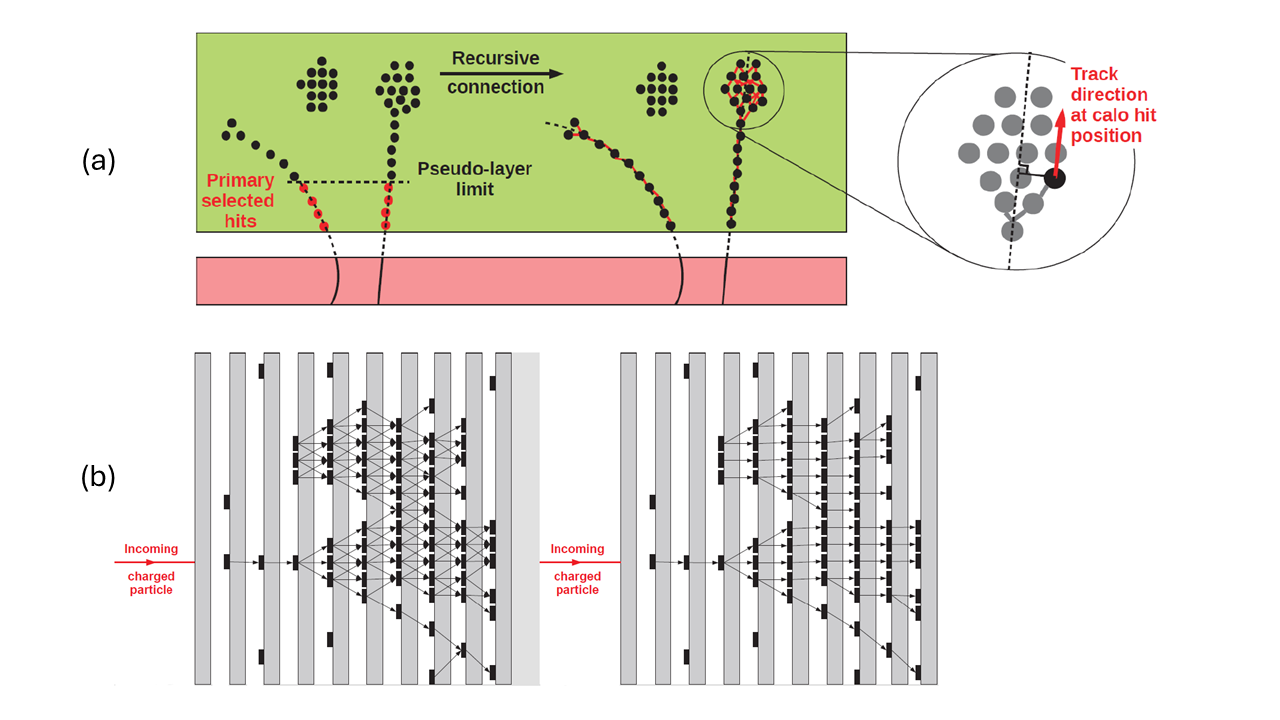 (a)
Recursive
connection
Pseudo-layer
limit
Primary
selected
hits
Track
direction
at calo hit
position
(b)
Incoming
charged
particle
Incoming
charged
particle